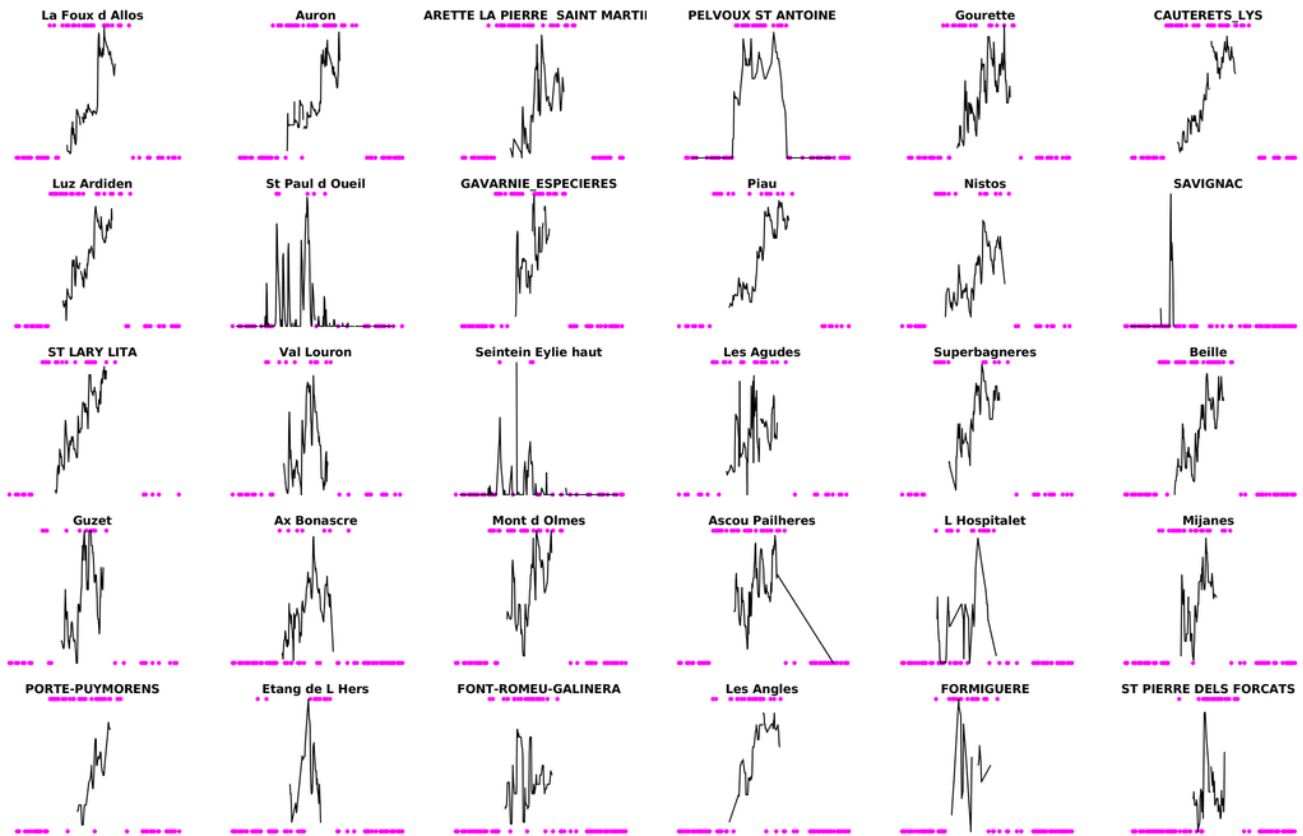 La Foux d Allos
Auron
ARETTE LA PIERRE SAINT MARTI
PELVOUX ST ANTOINE
Gourette
CAUTERETS_LYS
Luz Ardiden
St Paul d Oueil
GAVARNIE_ESPECIERES
Piau
Nistos
SAVIGNAC
ST LARY LITA
Val Louron
Seintein Eylie haut
Les Agudes
Superbagneres
Beille
Guzet
Ax Bonascre
Mont d Olmes
Ascou Pailheres
L Hospitalet
Mijanes
PORTE-PUYMORENS
Etang de L Hers
FONT-ROMEU-GALINERA
Les Angles
FORMIGUERE
ST PIERRE DELS FORCATS